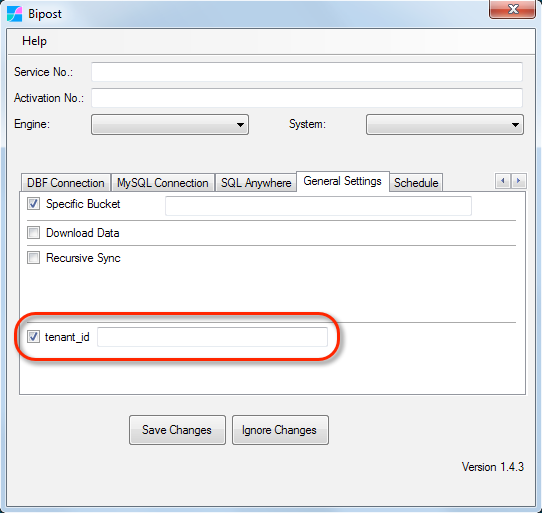 Bipost
Help
Service No.:
Activation No.:
Engine: System:
DBF Connection MySQL Connection SQL Anywhere General Settings Schedule
Specific Bucket
Download Data
Recursive Sync
tenant_id
Save Changes Ignore Changes
Version 1.4.3